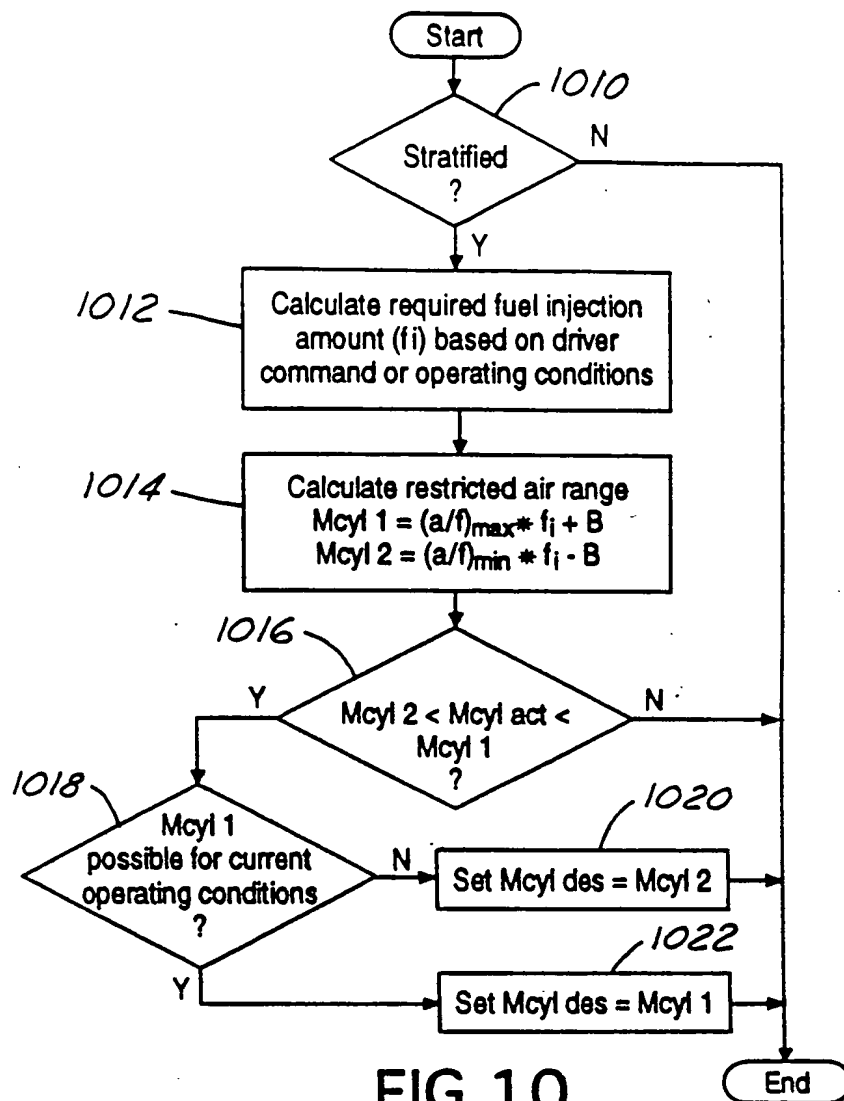 Start
1010
Stratified
?
N
Y
1012
Calculate required fuel injection
amount (fi) based on driver
command or operating conditions
1014
Calculate restricted air range
Mcyl 1 = (a/f)max* fi + B
Mcyl 2 = (a/f)min * fi - B
1016
Y
Mcyl 2 < Mcyl act <
Mcyl 1
?
N
1018
Mcyl 1
possible for current
operating conditions
?
N
1020
Set Mcyl des = Mcyl 2
Y
1022
Set Mcyl des = Mcyl 1
FIG.10
End